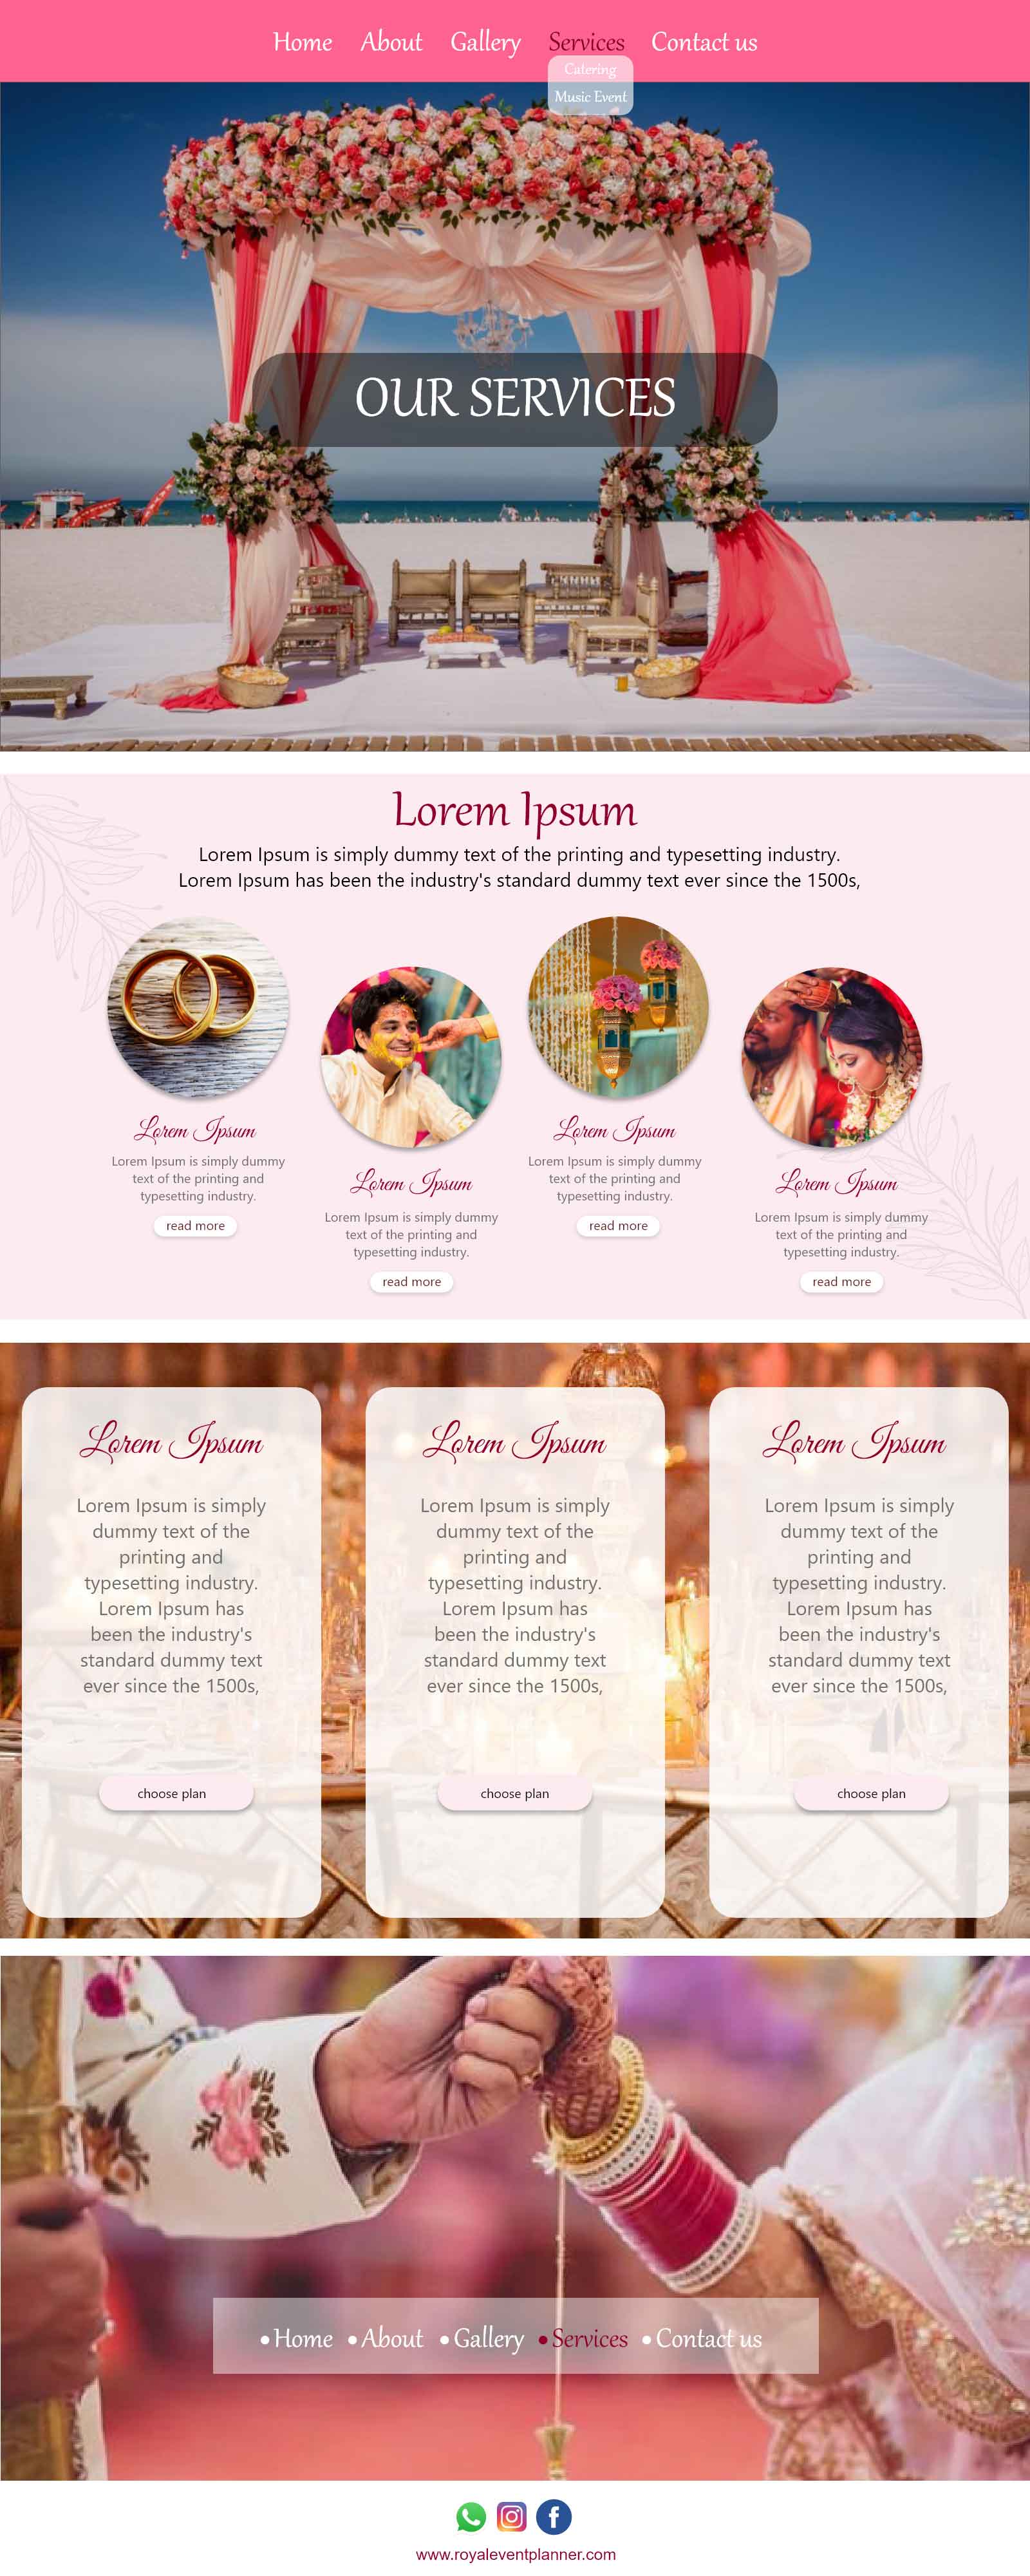 Home About Gallery Services Contact us
Catering
Music Event
OUR SERVICES
Lorem Ipsum
Lorem Ipsum is simply dummy text of the printing and typesetting industry.
Lorem Ipsum has been the industry's standard dummy text ever since the 1500s,
Lorem Ipsum
Lorem Ipsum is simply dummy
text of the printing and
typesetting industry.
read more
Lorem Ipsum
Lorem Ipsum is simply dummy
text of the printing and
typesetting industry.
read more
Lorem Ipsum
Lorem Ipsum is simply dummy
text of the printing and
typesetting industry.
read more
Lorem Ipsum
Lorem Ipsum is simply dummy
text of the printing and
typesetting industry.
read more
Lorem Ipsum
Lorem Ipsum is simply
dummy text of the
printing and
typesetting industry.
Lorem Ipsum has
been the industry's
standard dummy text
ever since the 1500s,
choose plan
Lorem Ipsum
Lorem Ipsum is simply
dummy text of the
printing and
typesetting industry.
Lorem Ipsum has
been the industry's
standard dummy text
ever since the 1500s,
choose plan
Lorem Ipsum
Lorem Ipsum is simply
dummy text of the
printing and
typesetting industry.
Lorem Ipsum has
been the industry's
standard dummy text
ever since the 1500s,
choose plan
•Home •About •Gallery •Services •Contact us
www.royaleventplanner.com